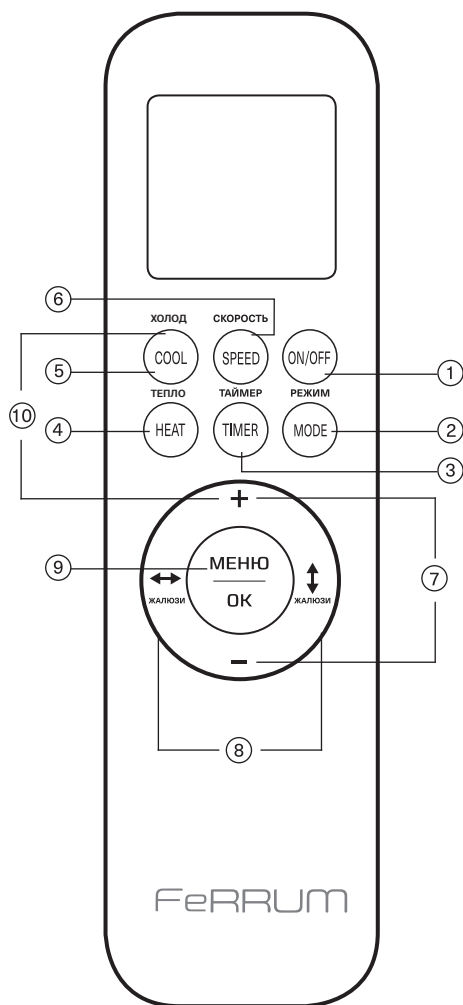 6
ХОЛОД СКОРОСТЬ
COOL SPEED ON/OFF
5 1
ТЕПЛО ТАЙМЕР РЕЖИМ
10
4 HEAT TIMER MODE 2
3
+
9 МЕНЮ 7
ЖАЛЮЗИ OK ЖАЛЮЗИ
−
8
FeRRUM